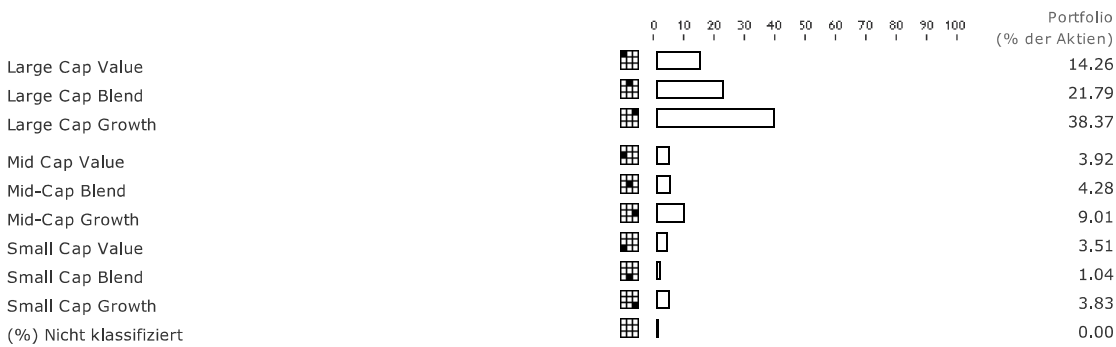 Portfolio
0 10 20 30 40 50 60 70 80 90 100
(% der Aktien)
Large Cap Value 14.26
Large Cap Blend 21.79
Large Cap Growth 38.37
Mid Cap Value 3.92
Mid-Cap Blend 4.28
Mid-Cap Growth 9.01
Small Cap Value 3.51
Small Cap Blend 1.04
Small Cap Growth 3.83
(%) Nicht klassifiziert 0.00